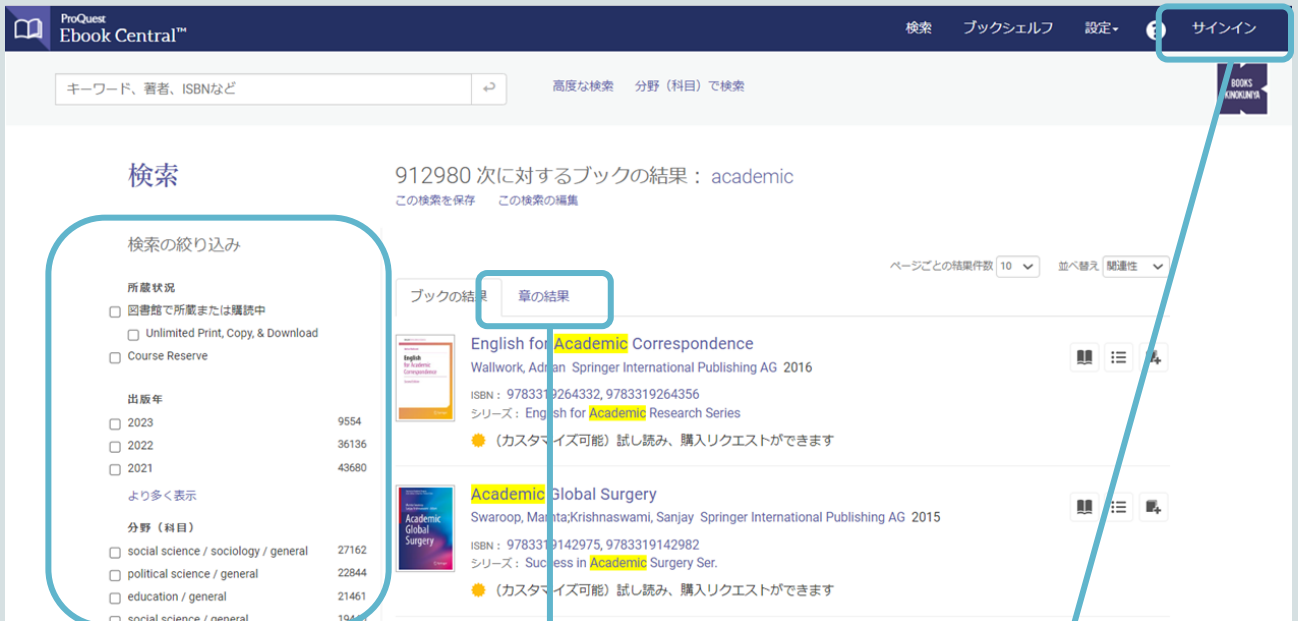 ProQuest
Ebook Central™
検索 ブックシェルフ 設定 ? サインイン
キーワード、著者、ISBNなど
高度な検索 分野（科目）で検索
BOOKS
KINOKUNIYA
検索
912980 次に対するブックの結果： academic
この検索を保存 この検索の編集
検索の絞り込み
ページごとの結果件数 10 並べ替え 関連性
所蔵状況
図書館で所蔵または購読中
Unlimited Print, Copy, & Download
Course Reserve
出版年
2023 9554
2022 36136
2021 43680
より多く表示
分野（科目）
social science / sociology / general 27162
political science / general 22844
education / general 21461
social science / general
ブックの結果 章の結果
English for Academic Correspondence
Wallwork, Adrian Springer International Publishing AG 2016
ISBN： 9783319264332, 9783319264356
シリーズ： English for Academic Research Series
（カスタマイズ可能）試し読み、購入リクエストができます
English
for Academic
Correspondence
Academic Global Surgery
Swaroop, Mamta;Krishnaswami, Sanjay Springer International Publishing AG 2015
ISBN： 9783319142975, 9783319142982
シリーズ： Success in Academic Surgery Ser.
（カスタマイズ可能）試し読み、購入リクエストができます
Academic
Global
Surgery